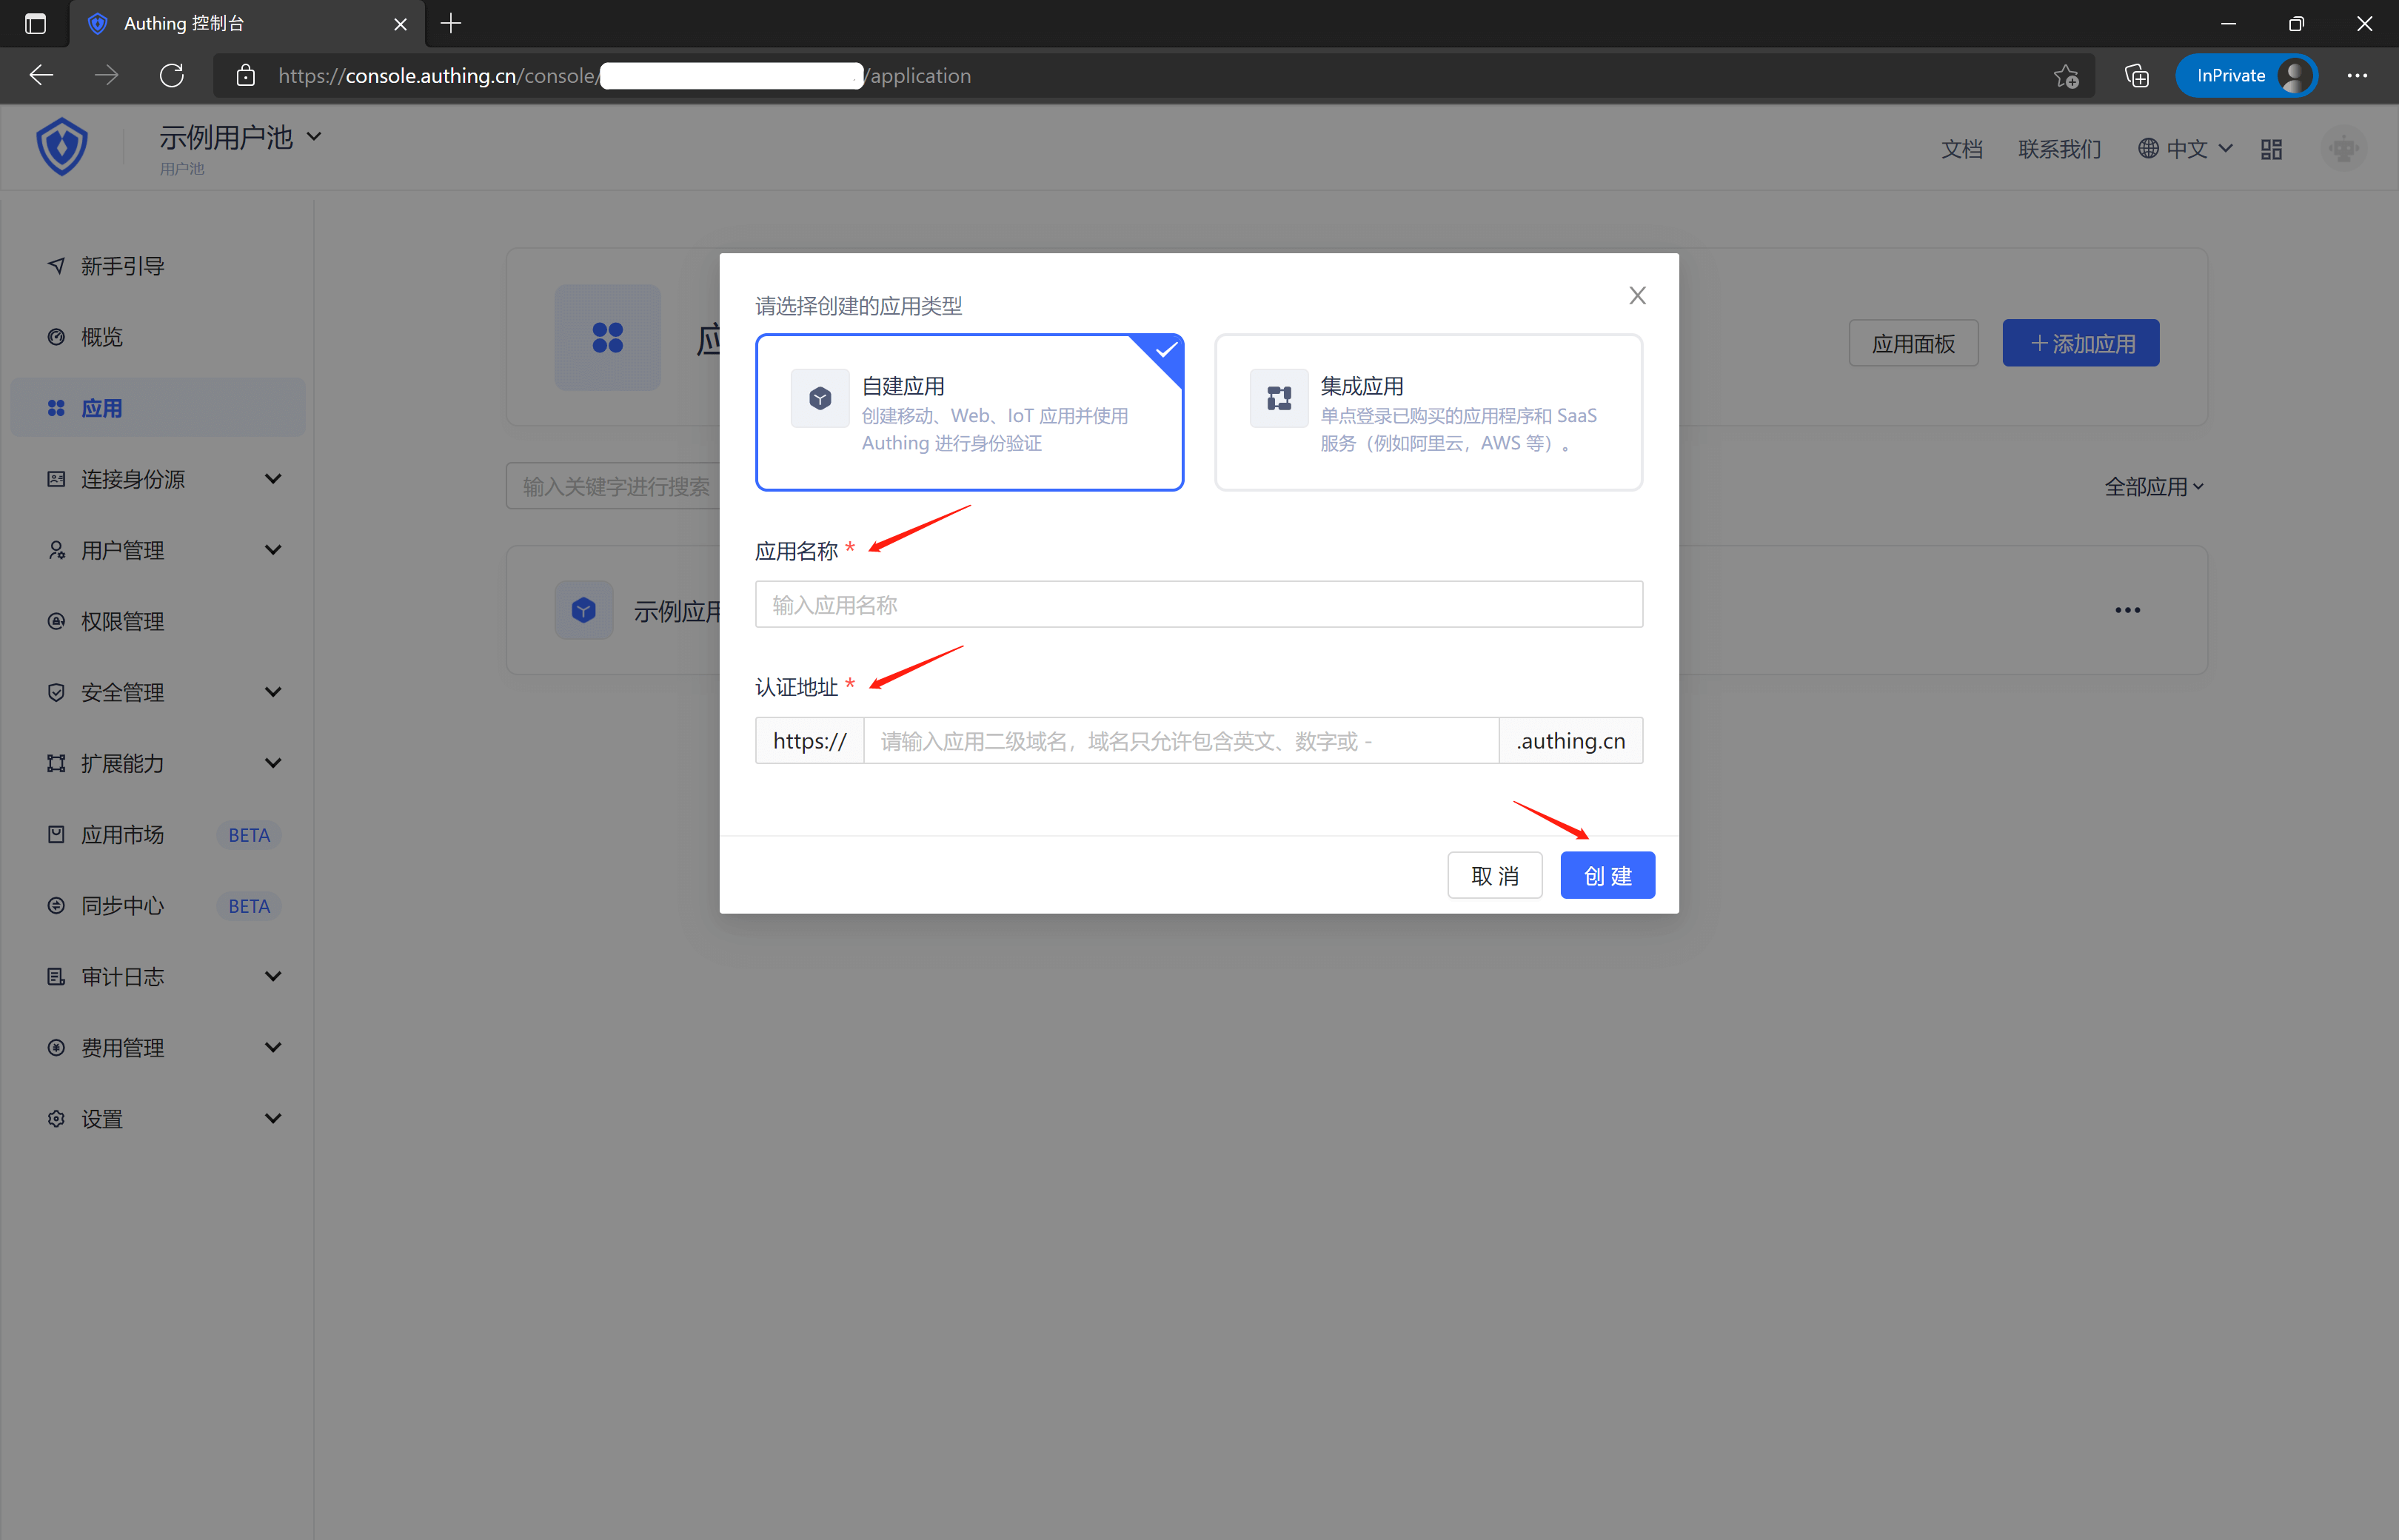 Authing 控制台
https://console.authing.cn/console/ /application
InPrivate
示例用户池
用户池
文档
联系我们
中文
新手引导
概览
应用
连接身份源
用户管理
权限管理
安全管理
扩展能力
应用市场 BETA
同步中心 BETA
审计日志
费用管理
设置
应
应用面板
+ 添加应用
输入关键字进行搜索
全部应用
示例应用
请选择创建的应用类型
自建应用
创建移动、Web、IoT 应用并使用
Authing 进行身份验证
集成应用
单点登录已购买的应用程序和 SaaS
服务（例如阿里云，AWS 等）。
应用名称 *
输入应用名称
认证地址 *
https://
请输入应用二级域名，域名只允许包含英文、数字或 -
.authing.cn
取 消
创 建